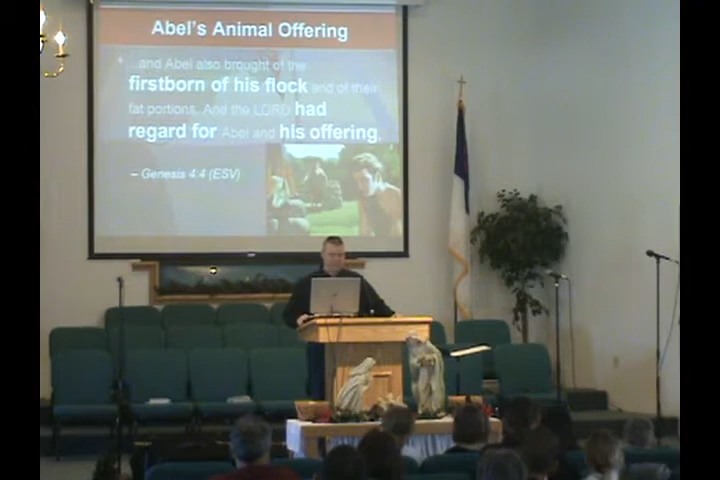 Abel's Animal Offering
...and Abel also brought of the
firstborn of his flock and of their
fat portions. And the LORD had
regard for Abel and his offering,
– Genesis 4:4 (ESV)